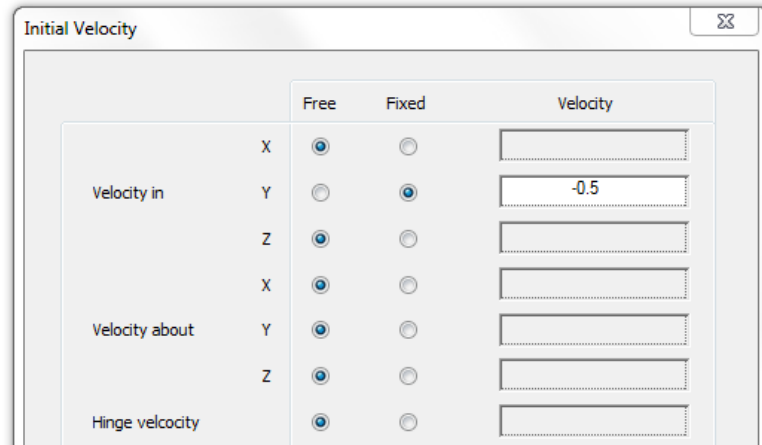 Initial Velocity
Free Fixed Velocity
X
Velocity in Y -0.5
Z
X
Velocity about Y
Z
Hinge velcocity